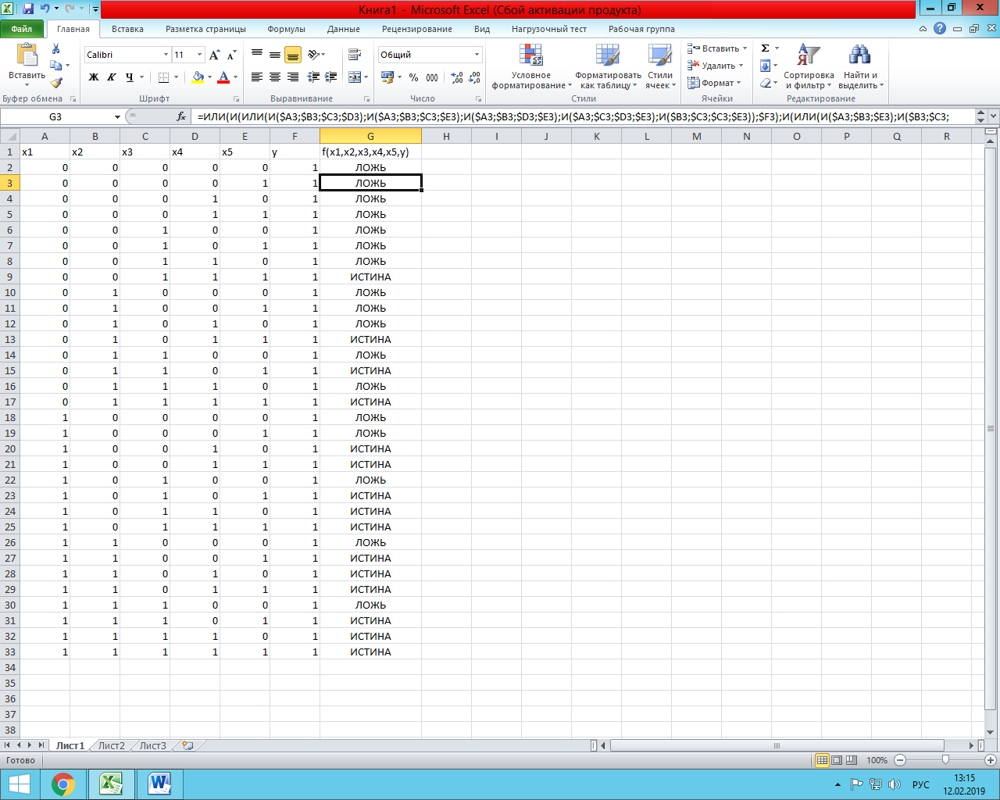 Книга1 - Microsoft Excel (Сбой активации продукта)
Файл Главная Вставка Разметка страницы Формулы Данные Рецензирование Вид Нагрузочный тест Рабочая группа
Вставить Calibri 11 Общий Условное форматирование Форматировать как таблицу Стили ячеек Вставить Удалить Формат Сортировка и фильтр Найти и выделить
Ж К Ч % 000
Буфер обмена Шрифт Выравнивание Число Стили Ячейки Редактирование
G3 fx =ИЛИ(И(ИЛИ(И($A3;$B3;$C3;$D3);И($A3;$B3;$C3;$E3);И($A3;$B3;$D3;$E3);И($A3;$C3;$D3;$E3);И($B3;$C3;$C3;$E3));$F3);И(ИЛИ(И($A3;$B3;$E3);И($B3;$C3;
A B C D E F G H I J K L M N O P Q R
1 x1 x2 x3 x4 x5 y f(x1,x2,x3,x4,x5,y)
2 0 0 0 0 0 1 ЛОЖЬ
3 0 0 0 0 1 1 ЛОЖЬ
4 0 0 0 1 0 1 ЛОЖЬ
5 0 0 0 1 1 1 ЛОЖЬ
6 0 0 1 0 0 1 ЛОЖЬ
7 0 0 1 0 1 1 ЛОЖЬ
8 0 0 1 1 0 1 ЛОЖЬ
9 0 0 1 1 1 1 ИСТИНА
10 0 1 0 0 0 1 ЛОЖЬ
11 0 1 0 0 1 1 ЛОЖЬ
12 0 1 0 1 0 1 ЛОЖЬ
13 0 1 0 1 1 1 ИСТИНА
14 0 1 1 0 0 1 ЛОЖЬ
15 0 1 1 0 1 1 ИСТИНА
16 0 1 1 1 0 1 ЛОЖЬ
17 0 1 1 1 1 1 ИСТИНА
18 1 0 0 0 0 1 ЛОЖЬ
19 1 0 0 0 1 1 ЛОЖЬ
20 1 0 0 1 0 1 ИСТИНА
21 1 0 0 1 1 1 ИСТИНА
22 1 0 1 0 0 1 ЛОЖЬ
23 1 0 1 0 1 1 ИСТИНА
24 1 0 1 1 0 1 ИСТИНА
25 1 0 1 1 1 1 ИСТИНА
26 1 1 0 0 0 1 ЛОЖЬ
27 1 1 0 0 1 1 ИСТИНА
28 1 1 0 1 0 1 ИСТИНА
29 1 1 0 1 1 1 ИСТИНА
30 1 1 1 0 0 1 ЛОЖЬ
31 1 1 1 0 1 1 ИСТИНА
32 1 1 1 1 0 1 ИСТИНА
33 1 1 1 1 1 1 ИСТИНА
34
35
36
37
38
Лист1 Лист2 Лист3
Готово 100%
РУС 13:15
12.02.2019